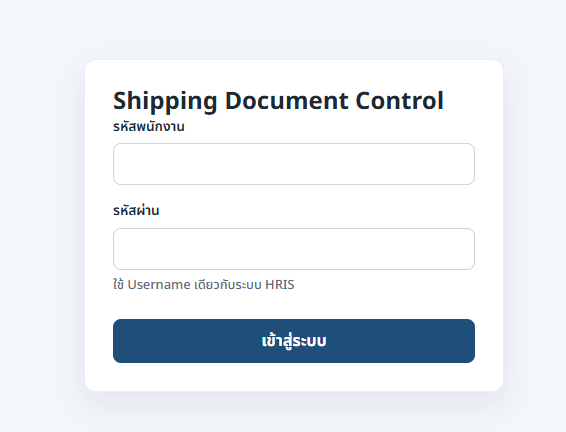 Shipping Document Control
รหัสพนักงาน
รหัสผ่าน
ใช้ Username เดียวกับระบบ HRIS
เข้าสู่ระบบ